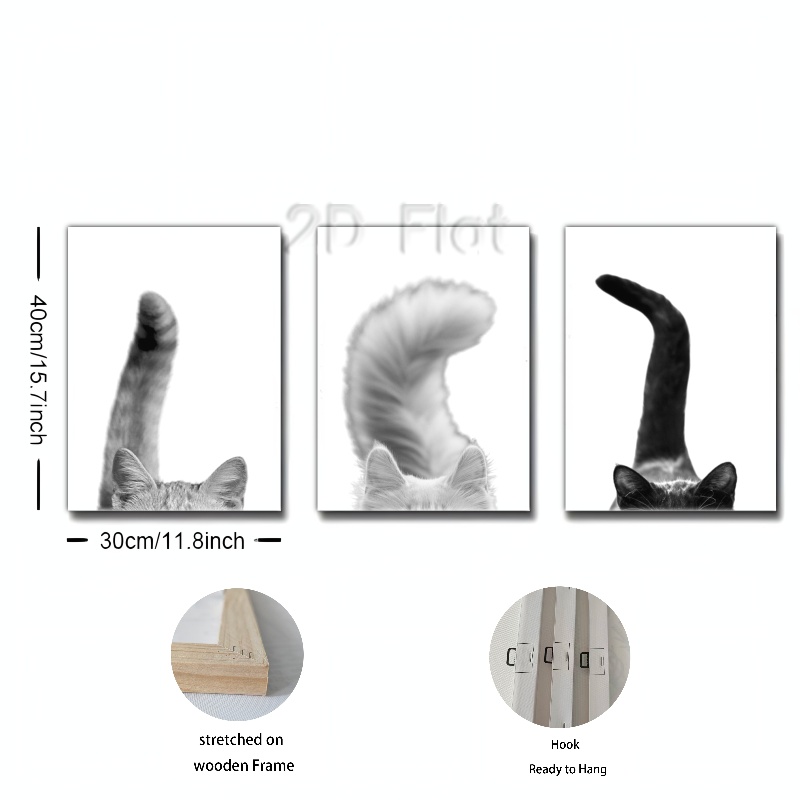 2D Flat
40cm/15.7inch
30cm/11.8inch
stretched on
wooden Frame
Hook
Ready to Hang